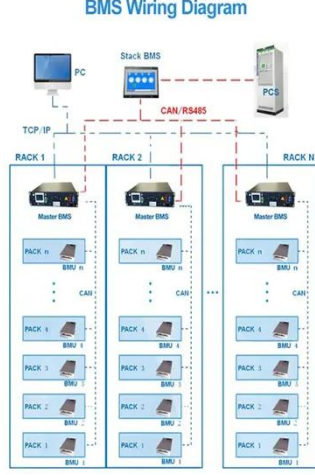 BMS Wiring Diagram
PC
Stack BMS
PCS
CAN/RS485
TCP/IP
RACK 1
RACK 2
RACK N
Master BMS
Master BMS
Master BMS
PACK n
PACK n
PACK n
BMU n
BMU n
BMU n
CAN
CAN
CAN
PACK 4
PACK 4
PACK 4
BMU 4
BMU 4
BMU 4
PACK 3
PACK 3
PACK 3
BMU 3
BMU 3
BMU 3
PACK 2
PACK 2
PACK 2
BMU 2
BMU 2
BMU 2
PACK 1
PACK 1
PACK 1
BMU 1
BMU 1
BMU 1